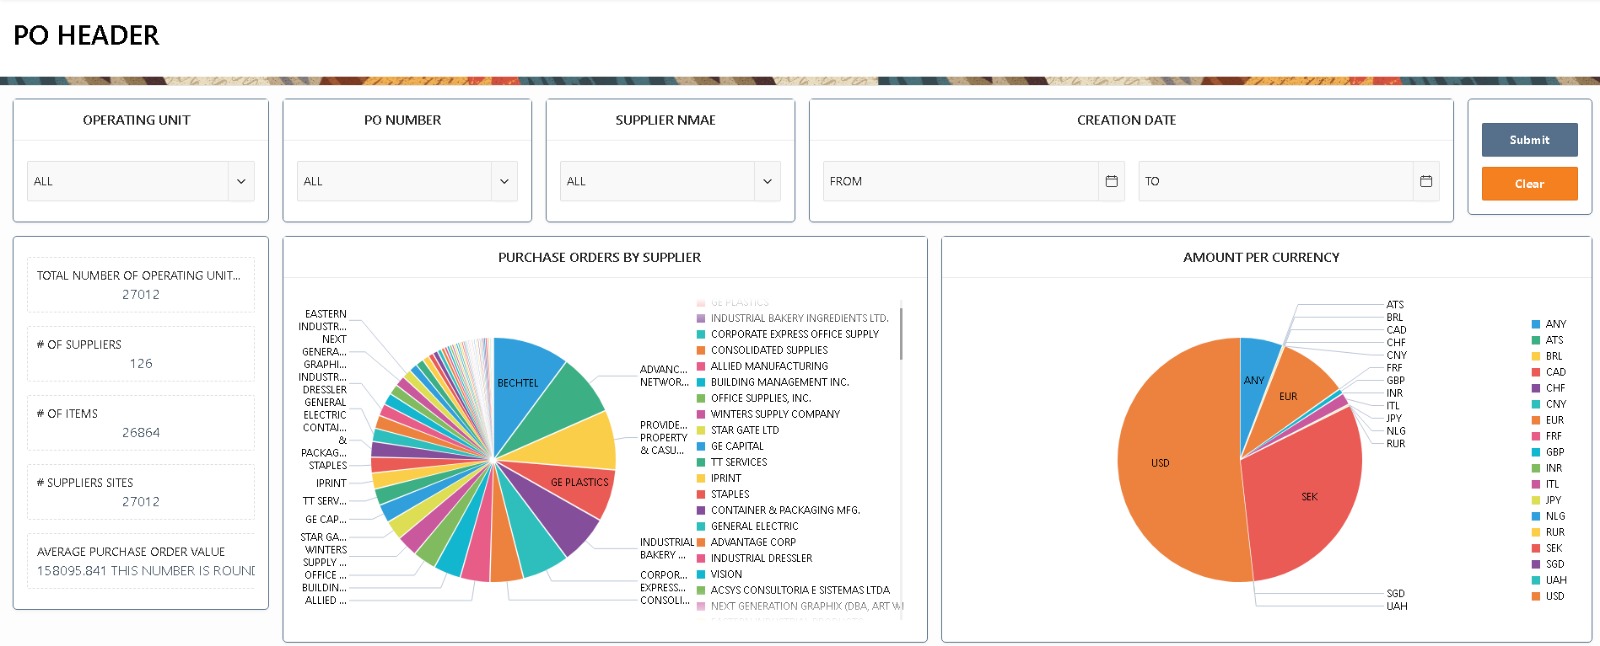 PO HEADER
OPERATING UNIT
ALL
PO NUMBER
ALL
SUPPLIER NMAE
ALL
CREATION DATE
FROM
TO
Submit
Clear
TOTAL NUMBER OF OPERATING UNIT...
27012
# OF SUPPLIERS
126
# OF ITEMS
26864
# SUPPLIERS SITES
27012
AVERAGE PURCHASE ORDER VALUE
158095.841 THIS NUMBER IS ROUND
PURCHASE ORDERS BY SUPPLIER
EASTERN
INDUSTR...
NEXT
GENERA...
GRAPHI...
INDUSTR...
DRESSLER
GENERAL
ELECTRIC
CONTAI...
&
PACKAG...
STAPLES
IPRINT
TT SERV...
GE CAP...
STAR GA...
WINTERS
SUPPLY ...
OFFICE ...
BUILDIN...
ALLIED ...
BECHTEL
GE PLASTICS
ADVANC...
NETWOR...
PROVIDE...
PROPERTY
& CASU...
INDUSTRIAL
BAKERY ...
CORPOR...
EXPRESS...
CONSOLI...
GE PLASTICS
INDUSTRIAL BAKERY INGREDIENTS LTD.
CORPORATE EXPRESS OFFICE SUPPLY
CONSOLIDATED SUPPLIES
ALLIED MANUFACTURING
BUILDING MANAGEMENT INC.
OFFICE SUPPLIES, INC.
WINTERS SUPPLY COMPANY
STAR GATE LTD
GE CAPITAL
TT SERVICES
IPRINT
STAPLES
CONTAINER & PACKAGING MFG.
GENERAL ELECTRIC
ADVANTAGE CORP
INDUSTRIAL DRESSLER
VISION
ACSYS CONSULTORIA E SISTEMAS LTDA
NEXT GENERATION GRAPHIX (DBA, ART WI
AMOUNT PER CURRENCY
ATS
BRL
CAD
CHF
CNY
FRF
GBP
INR
ITL
JPY
NLG
RUR
ANY
EUR
USD
SEK
SGD
UAH
ANY
ATS
BRL
CAD
CHF
CNY
EUR
FRF
GBP
INR
ITL
JPY
NLG
RUR
SEK
SGD
UAH
USD